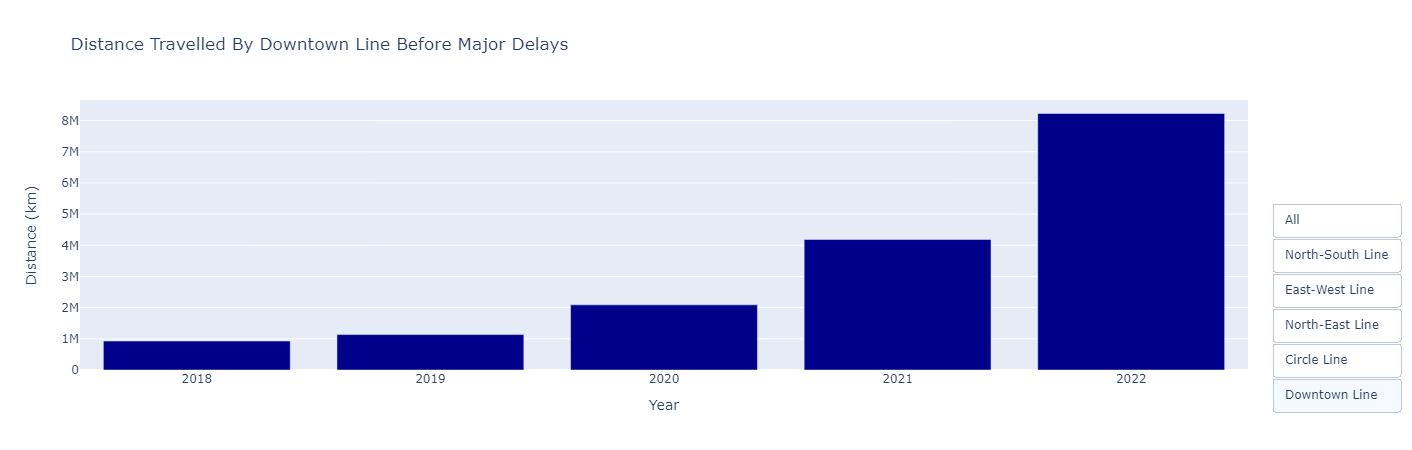 Distance Travelled By Downtown Line Before Major Delays
Distance (km)
8M
7M
6M
5M
4M
3M
2M
1M
0
2018 2019 2020 2021 2022
Year
All
North-South Line
East-West Line
North-East Line
Circle Line
Downtown Line